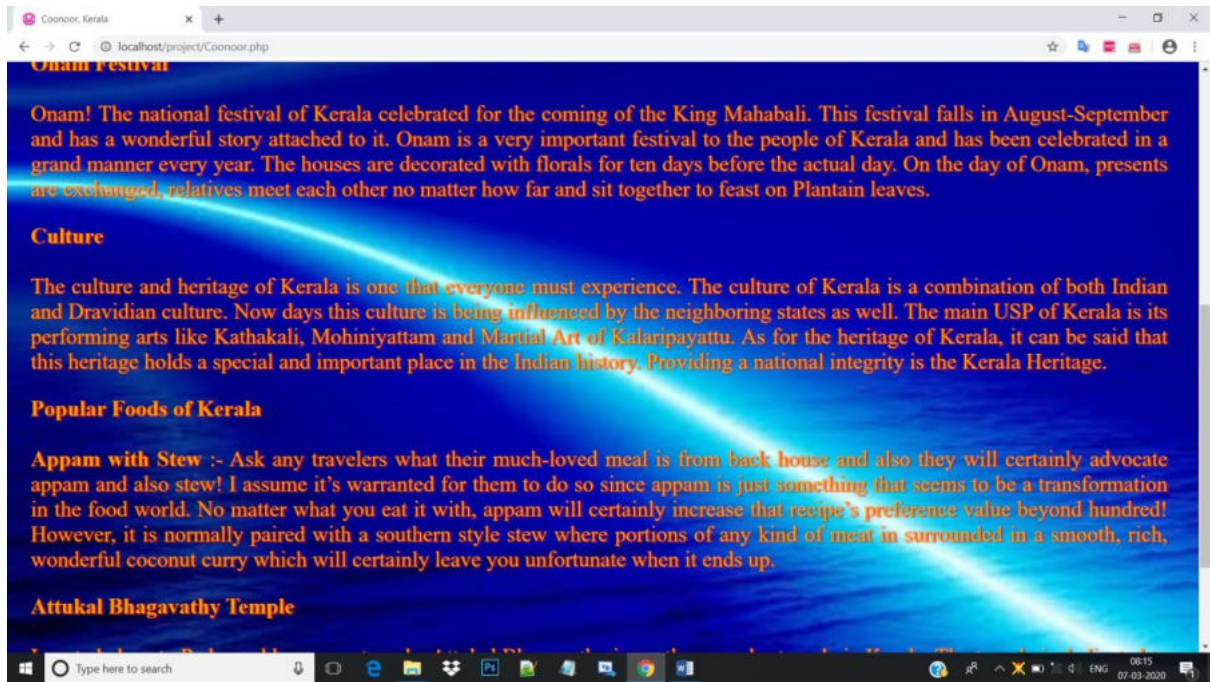 Coonoor, Kerala
localhost/project/Coonoor.php
Onam Festival
Onam! The national festival of Kerala celebrated for the coming of the King Mahabali. This festival falls in August-September
and has a wonderful story attached to it. Onam is a very important festival to the people of Kerala and has been celebrated in a
grand manner every year. The houses are decorated with florals for ten days before the actual day. On the day of Onam, presents
are exchanged, relatives meet each other no matter how far and sit together to feast on Plantain leaves.
Culture
The culture and heritage of Kerala is one that everyone must experience. The culture of Kerala is a combination of both Indian
and Dravidian culture. Now days this culture is being influenced by the neighboring states as well. The main USP of Kerala is its
performing arts like Kathakali, Mohiniyattam and Martial Art of Kalaripayattu. As for the heritage of Kerala, it can be said that
this heritage holds a special and important place in the Indian history. Providing a national integrity is the Kerala Heritage.
Popular Foods of Kerala
Appam with Stew :- Ask any travelers what their much-loved meal is from back house and also they will certainly advocate
appam and also stew! I assume it’s warranted for them to do so since appam is just something that seems to be a transformation
in the food world. No matter what you eat it with, appam will certainly increase that recipe’s preference value beyond hundred!
However, it is normally paired with a southern style stew where portions of any kind of meat in surrounded in a smooth, rich,
wonderful coconut curry which will certainly leave you unfortunate when it ends up.
Attukal Bhagavathy Temple
Type here to search
Ps
ENG
08:15
07-03-2020